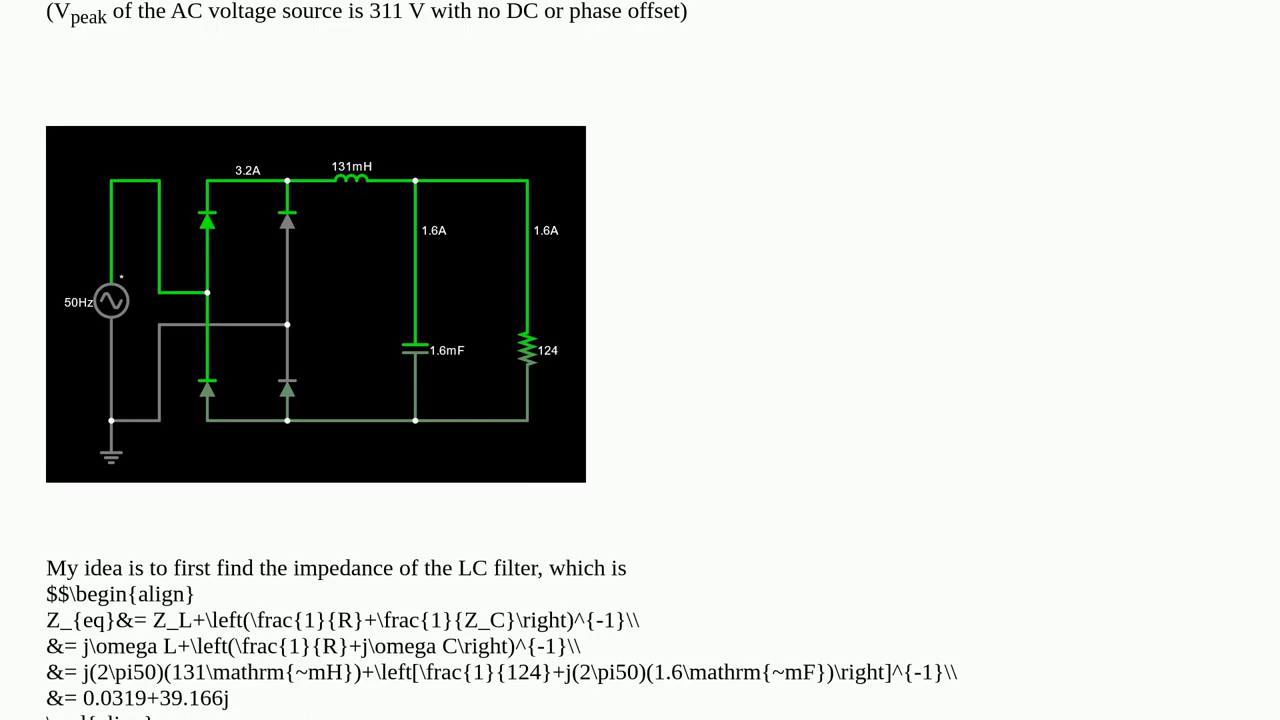 (Vpeak of the AC voltage source is 311 V with no DC or phase offset)
3.2A
131mH
1.6A
1.6A
*
50Hz
1.6mF
124
My idea is to first find the impedance of the LC filter, which is
$$\begin{align}
Z_{eq}&= Z_L+\left(\frac{1}{R}+\frac{1}{Z_C}\right)^{-1}\\
&= j\omega L+\left(\frac{1}{R}+j\omega C\right)^{-1}\\
&= j(2\pi50)(131\mathrm{~mH})+\left[\frac{1}{124}+j(2\pi50)(1.6\mathrm{~mF})\right]^{-1}\\
&= 0.0319+39.166j